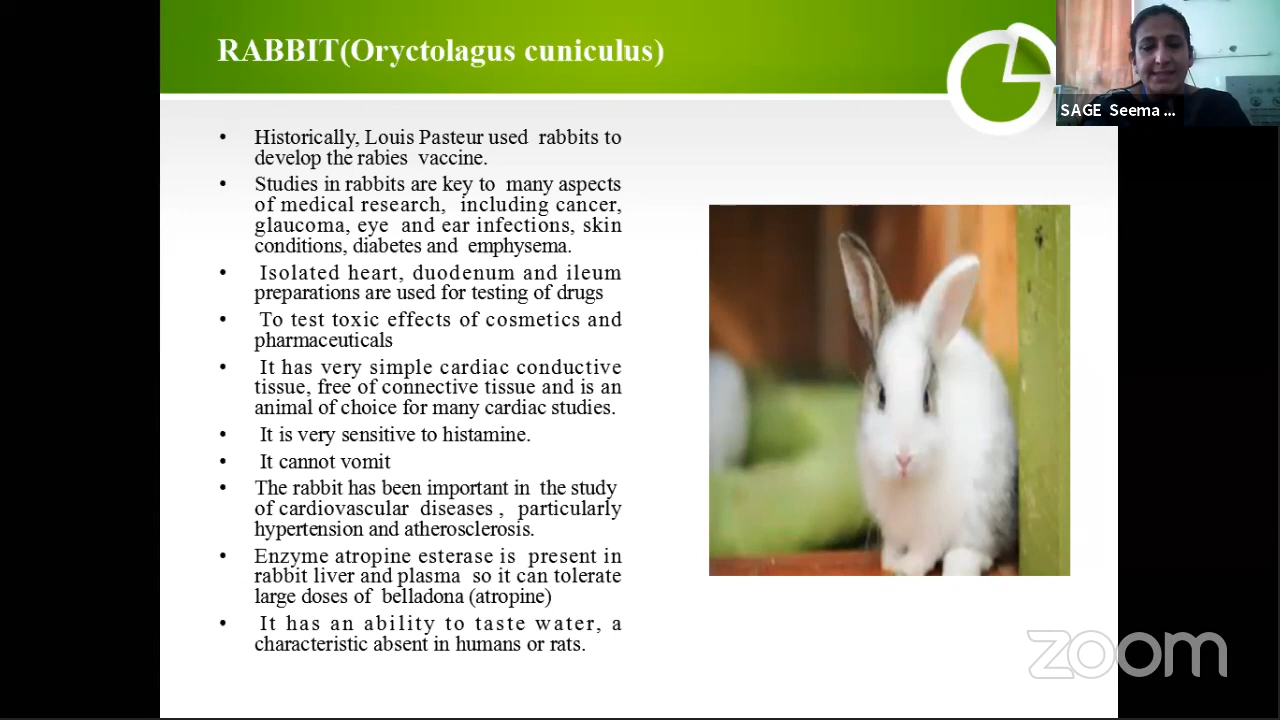 RABBIT(Oryctolagus cuniculus)
SAGE Seema ...
• Historically, Louis Pasteur used rabbits to
develop the rabies vaccine.
• Studies in rabbits are key to many aspects
of medical research, including cancer,
glaucoma, eye and ear infections, skin
conditions, diabetes and emphysema.
• Isolated heart, duodenum and ileum
preparations are used for testing of drugs
• To test toxic effects of cosmetics and
pharmaceuticals
• It has very simple cardiac conductive
tissue, free of connective tissue and is an
animal of choice for many cardiac studies.
• It is very sensitive to histamine.
• It cannot vomit
• The rabbit has been important in the study
of cardiovascular diseases , particularly
hypertension and atherosclerosis.
• Enzyme atropine esterase is present in
rabbit liver and plasma so it can tolerate
large doses of belladona (atropine)
• It has an ability to taste water, a
characteristic absent in humans or rats.
zoom